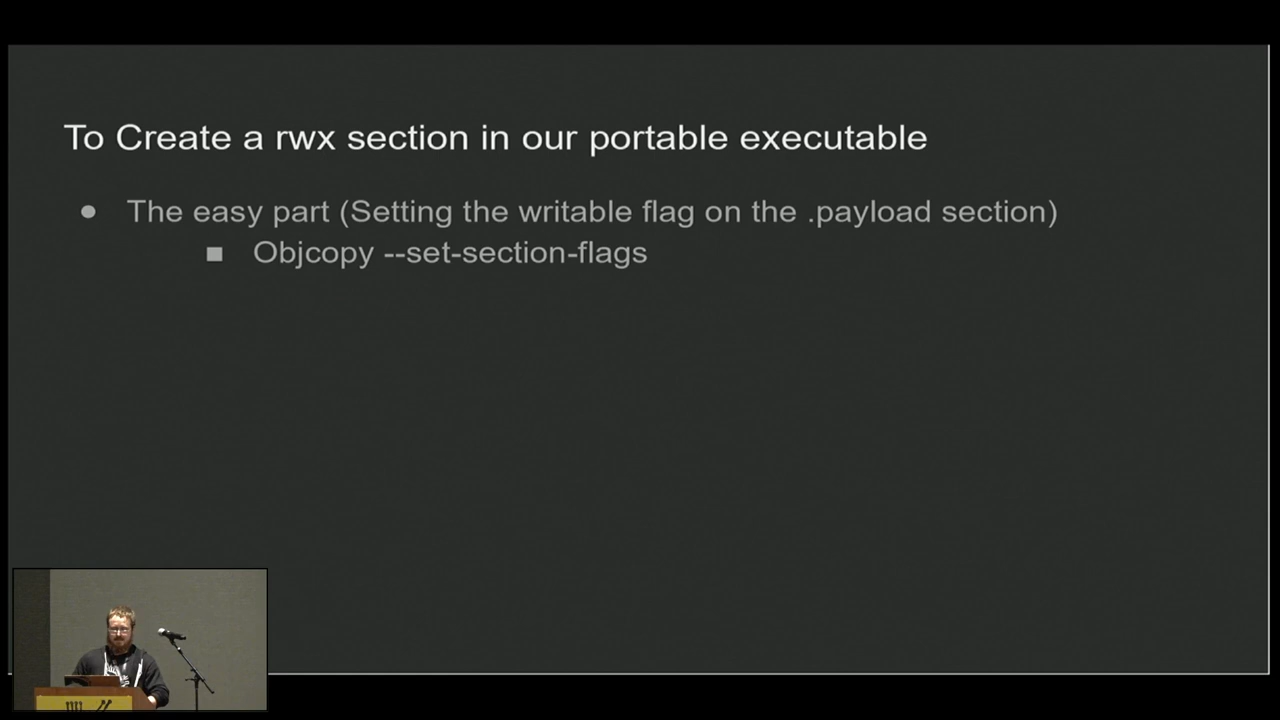 To Create a rwx section in our portable executable
● The easy part (Setting the writable flag on the .payload section)
■ Objcopy --set-section-flags